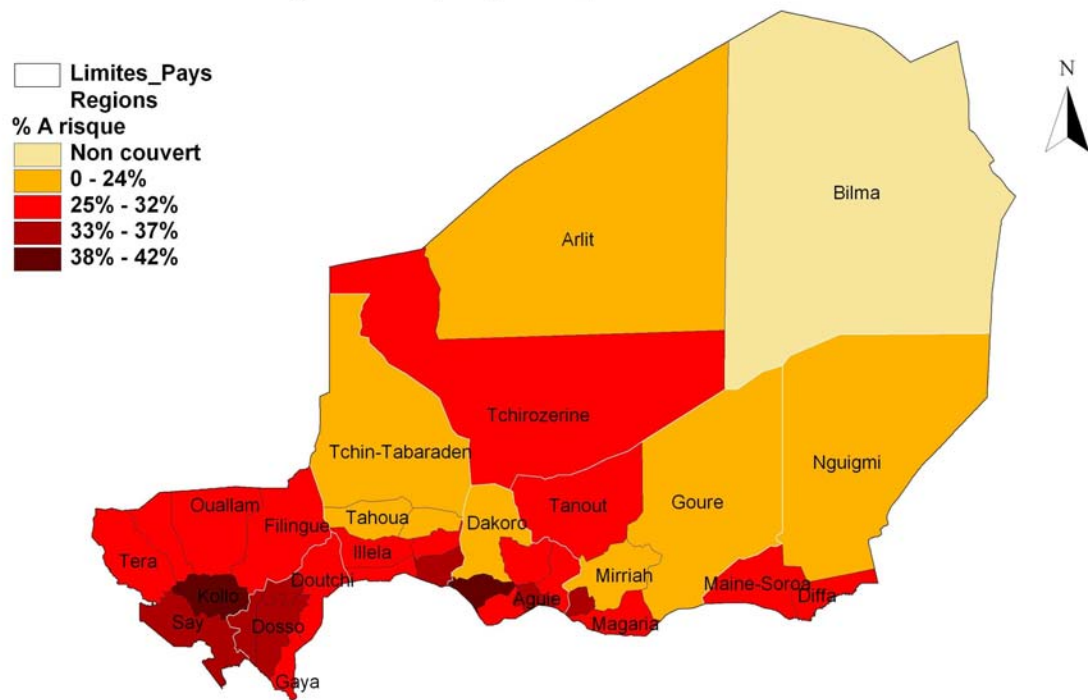 Limites_Pays
Regions
% A risque
Non couvert
0 - 24%
25% - 32%
33% - 37%
38% - 42%
N
Bilma
Arlit
Tchirozerine
Tchin-Tabaraden
Nguigmi
Ouallam
Tanout
Goure
Filingue
Tahoua
Dakoro
Tera
Illela
Doutchi
Mirriah
Maine-Soroa
Diffa
Kollo
Aguie
Say
Dosso
Magaria
Gaya